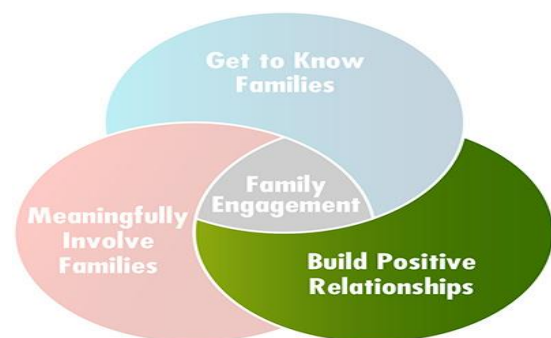 Get to Know
Families
Family
Engagement
Meaningfully
Involve
Families
Build Positive
Relationships